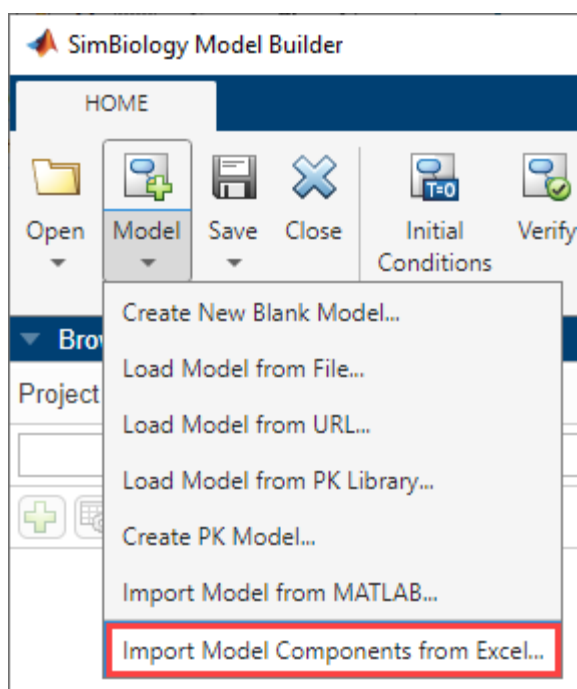 SimBiology Model Builder
HOME
Open Model Save Close Initial Conditions Verify
T=0
Create New Blank Model...
Load Model from File...
Load Model from URL...
Load Model from PK Library...
Create PK Model...
Import Model from MATLAB...
Import Model Components from Excel...
Project